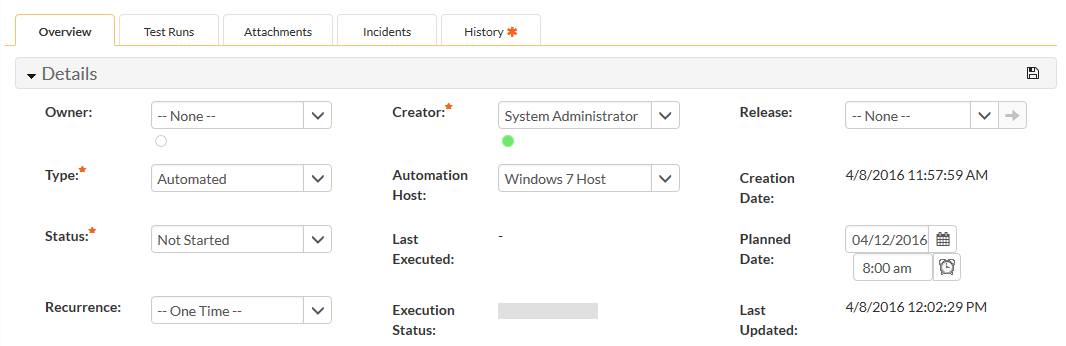 Overview Test Runs Attachments Incidents History *
Details
Owner: -- None -- Creator:* System Administrator Release: -- None --
Type:* Automated Automation Host: Windows 7 Host Creation Date: 4/8/2016 11:57:59 AM
Status:* Not Started Last Executed: - Planned Date: 04/12/2016
8:00 am
Recurrence: -- One Time -- Execution Status: Last Updated: 4/8/2016 12:02:29 PM